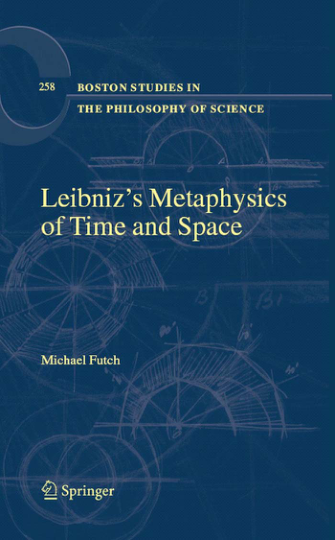 258
BOSTON STUDIES IN
THE PHILOSOPHY OF SCIENCE
Leibniz's Metaphysics
of Time and Space
Michael Futch
Springer